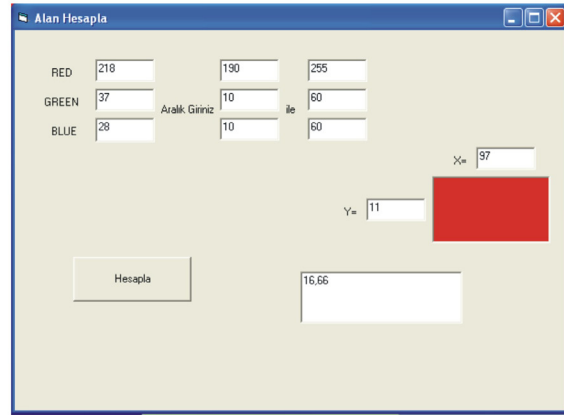 Alan Hesapla
RED 218 190 255
GREEN 37 Aralık Giriniz 10 ile 60
BLUE 28 10 60
X= 97
Y= 11
Hesapla
16,66